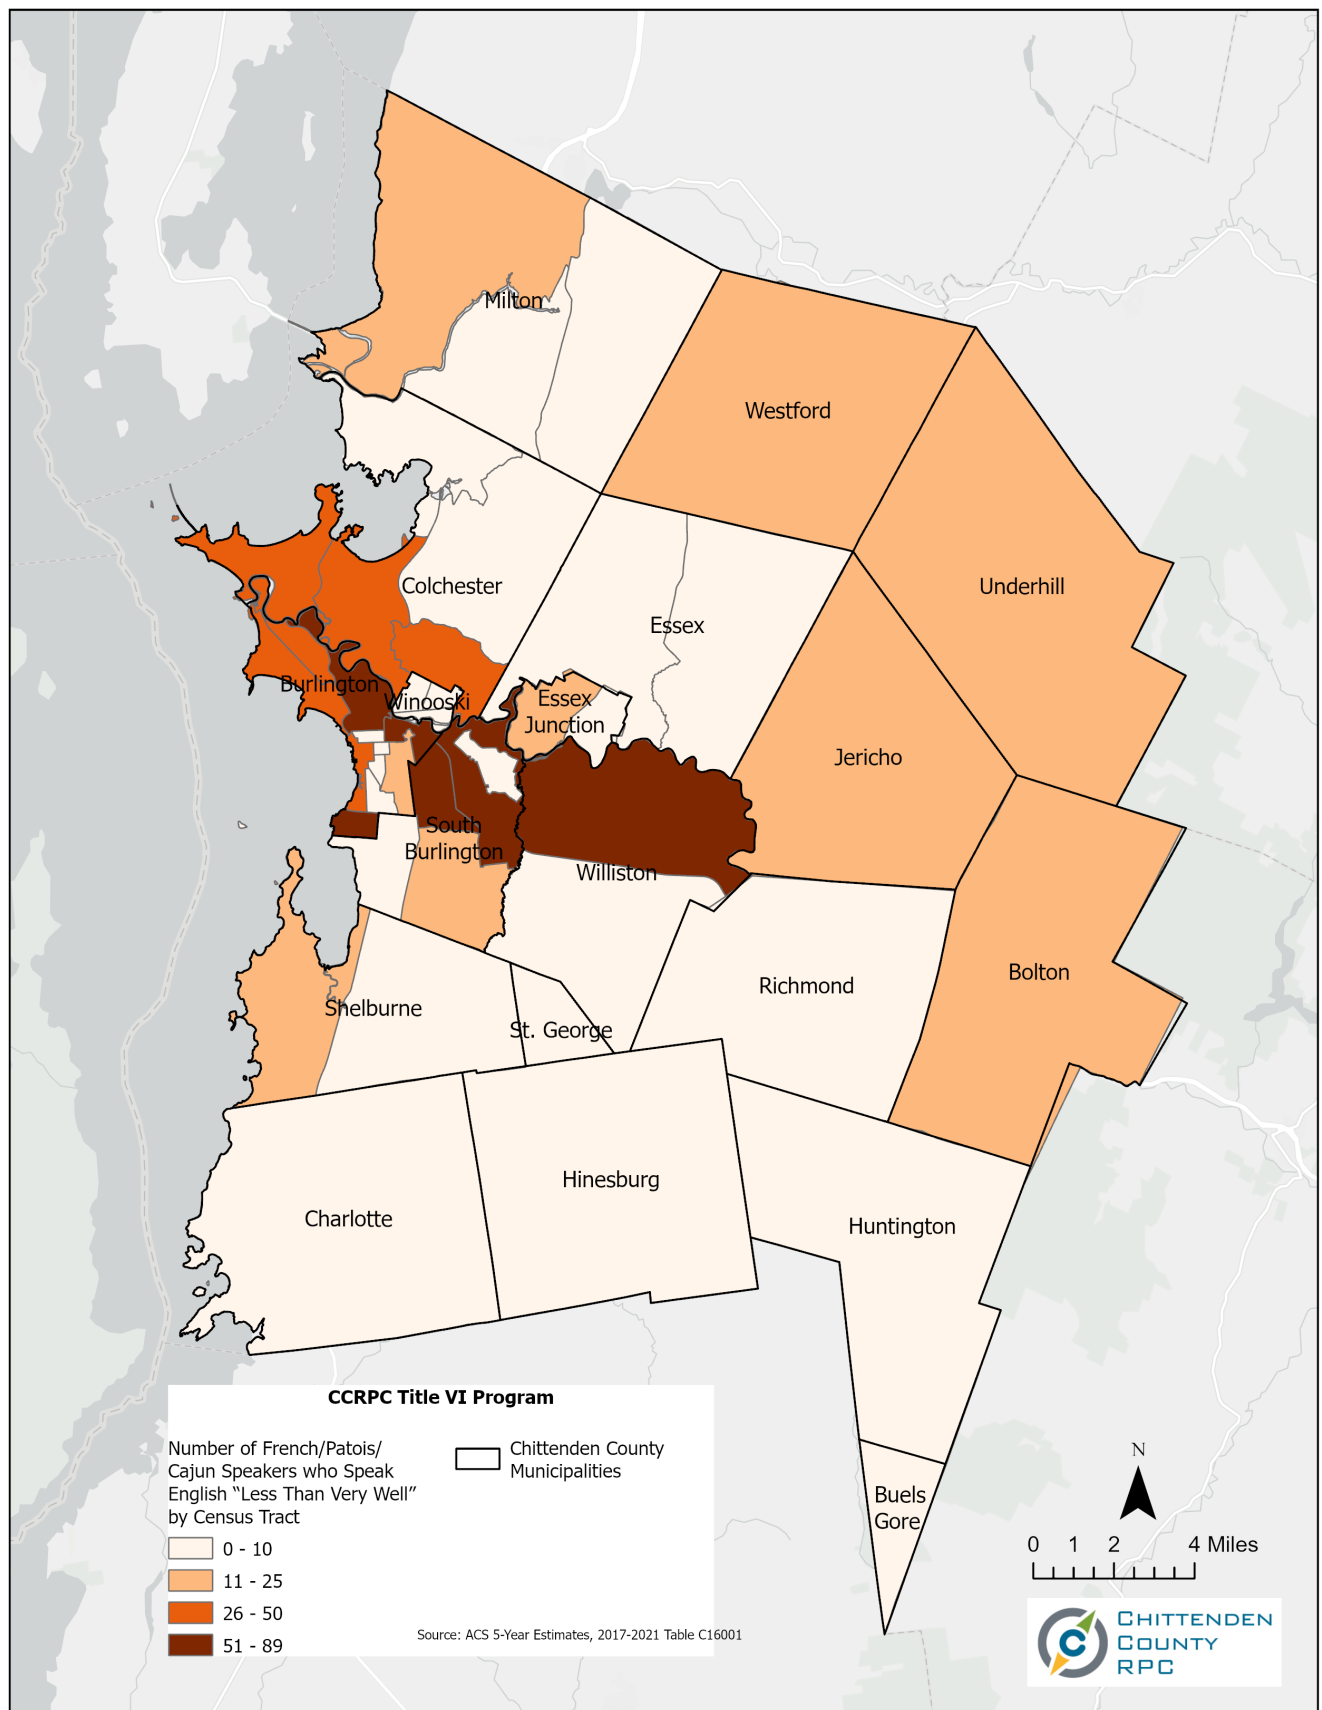 Milton
Westford
Underhill
Colchester
Essex
Burlington
Winooski
Essex
Junction
Jericho
South
Burlington
Williston
Bolton
Richmond
Shelburne
St. George
Hinesburg
Charlotte
Huntington
Buels
Gore
CCRPC Title VI Program
Number of French/Patois/
Cajun Speakers who Speak
English “Less Than Very Well”
by Census Tract
0 - 10
11 - 25
26 - 50
51 - 89
Chittenden County
Municipalities
Source: ACS 5-Year Estimates, 2017-2021 Table C16001
N
0 1 2 4 Miles
C
CHITTENDEN
COUNTY
RPC